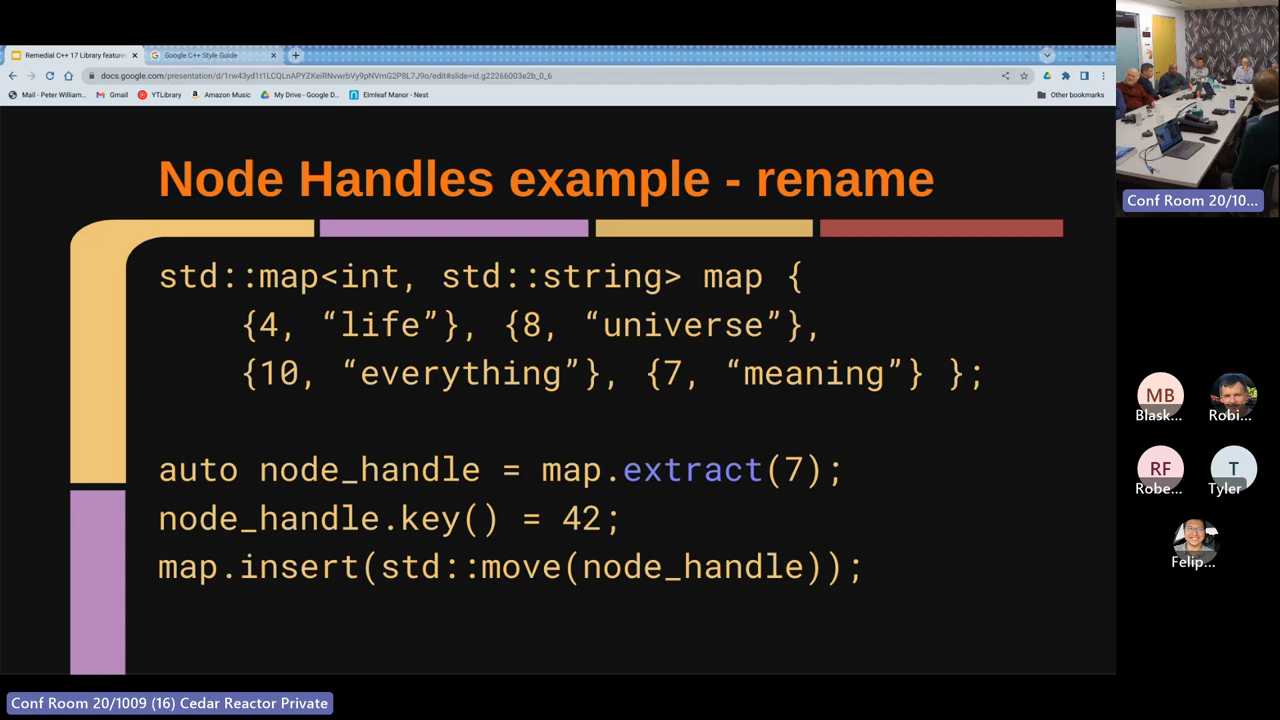 Remedial C++ 17 Library feature
Google C++ Style Guide
docs.google.com/presentation/d/1rw43yd1t1LCQLnAPYZKeiRNvwrbVy9pNVmG2P8L7J9o/edit#slide=id.g22266003e2b_0_6
Mail - Peter William...
Gmail
YTLibrary
Amazon Music
My Drive - Google D...
Elmleaf Manor - Nest
Other bookmarks
Node Handles example - rename
std::map<int, std::string> map {
{4, “life”}, {8, “universe”},
{10, “everything”}, {7, “meaning”} };
auto node_handle = map.extract(7);
node_handle.key() = 42;
map.insert(std::move(node_handle));
Conf Room 20/10...
MB
Blask...
Robi...
RF
Robe...
T
Tyler
Felip...
Conf Room 20/1009 (16) Cedar Reactor Private